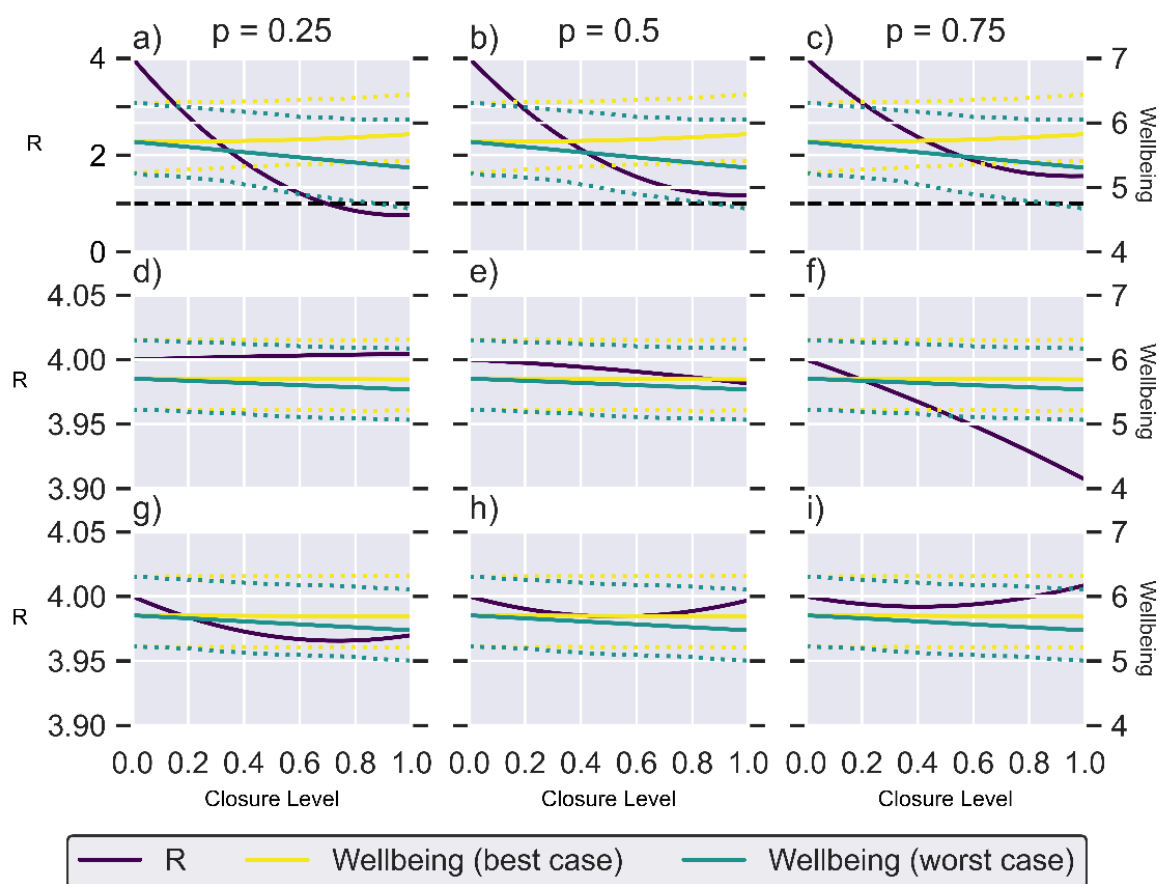 a) p = 0.25 b) p = 0.5 c) p = 0.75
4 7
6
R Wellbeing
2
5
0 4
d) e) f)
4.05 7
4.00 6
R Wellbeing
3.95 5
3.90 4
g) h) i)
4.05 7
4.00 6
R Wellbeing
3.95 5
3.90 4
0.0 0.2 0.4 0.6 0.8 1.0 0.0 0.2 0.4 0.6 0.8 1.0 0.0 0.2 0.4 0.6 0.8 1.0
Closure Level Closure Level Closure Level
R Wellbeing (best case) Wellbeing (worst case)